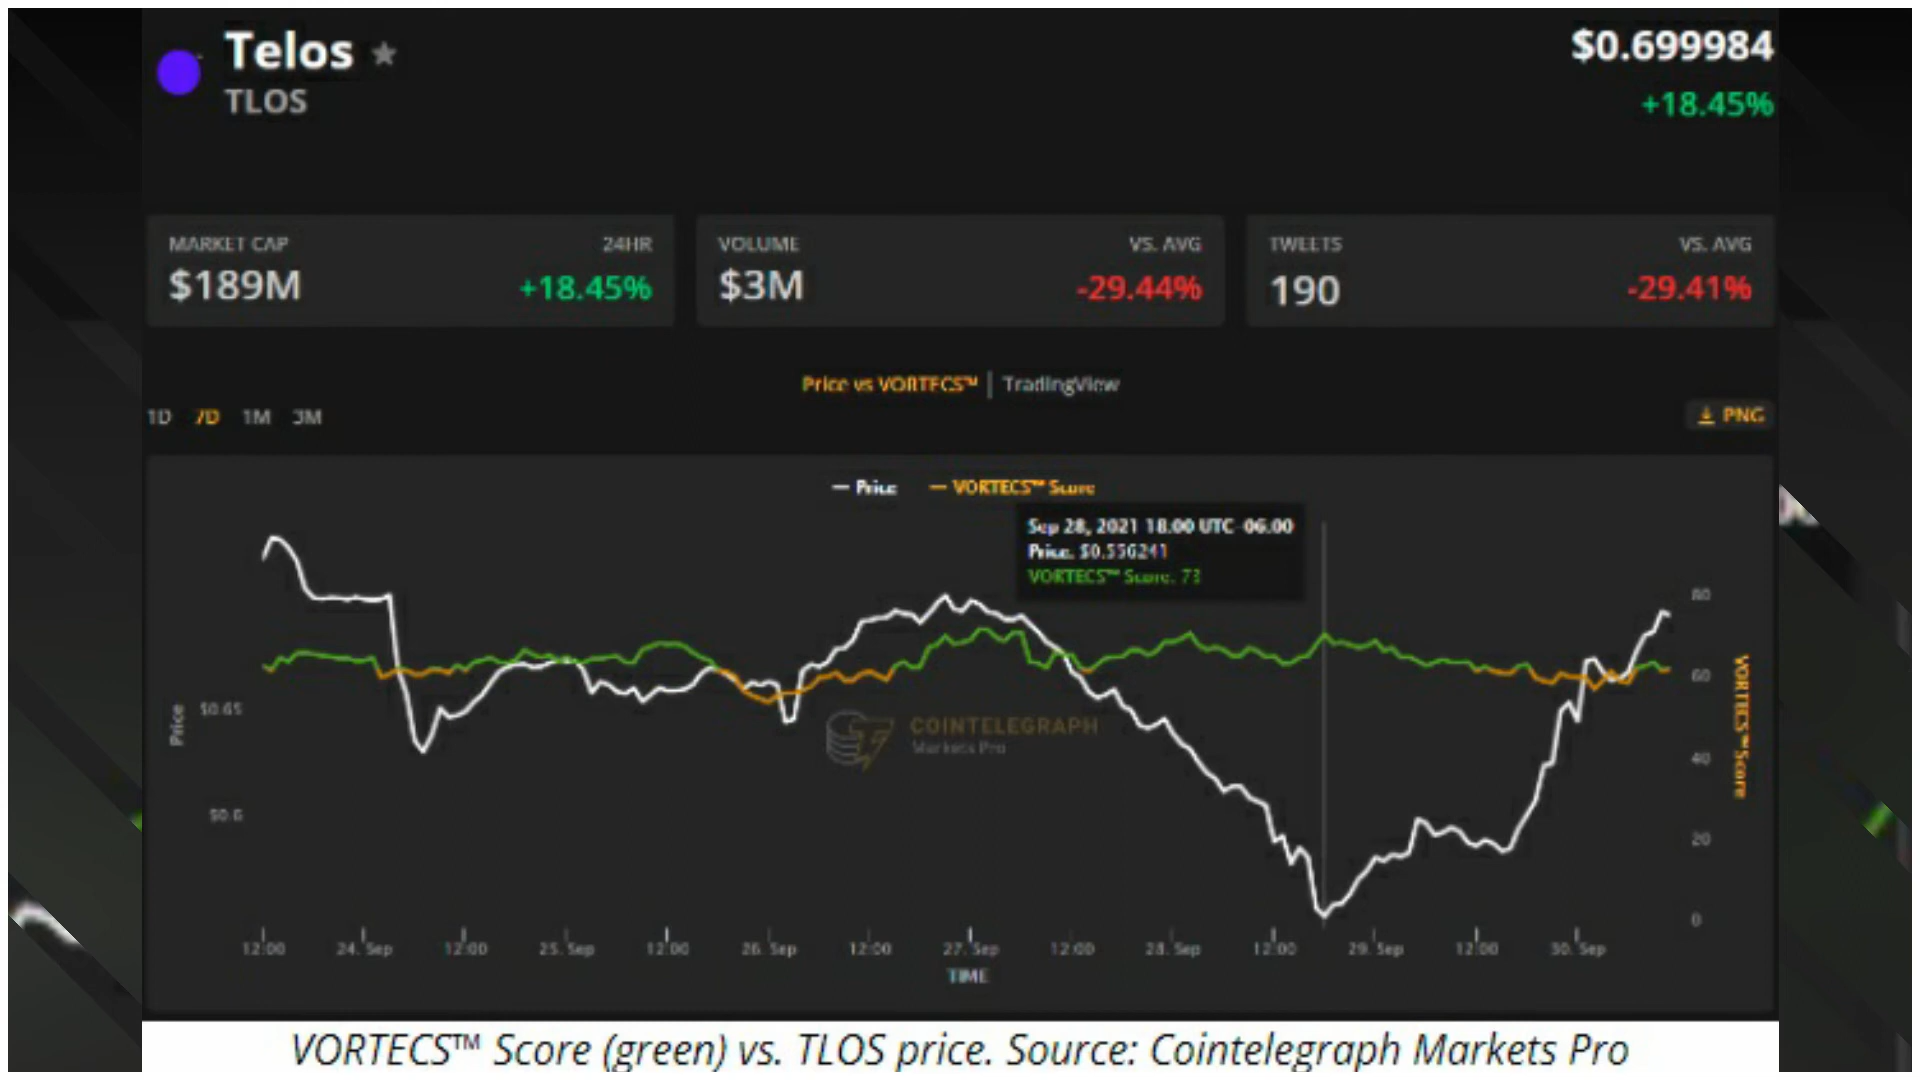 Telos
TLOS
$0.699984
+18.45%
MARKET CAP 24HR
$189M +18.45%
VOLUME VS. AVG
$3M -29.44%
TWEETS VS. AVG
190 -29.41%
Price vs VORTECS™ | TradingView
1D 7D 1M 3M
PNG
Price VORTECS™ Score
Sep 28, 2021 18:00 UTC-06:00
Price: $0.556241
VORTECS™ Score: 73
80
60
40
20
0
VORTECS™ Score
Price
$0.65
$0.6
COINTELEGRAPH
Markets Pro
12:00 24. Sep 12:00 25. Sep 12:00 26. Sep 12:00 27. Sep 12:00 28. Sep 12:00 29. Sep 12:00 30. Sep
TIME
VORTECS™ Score (green) vs. TLOS price. Source: Cointelegraph Markets Pro